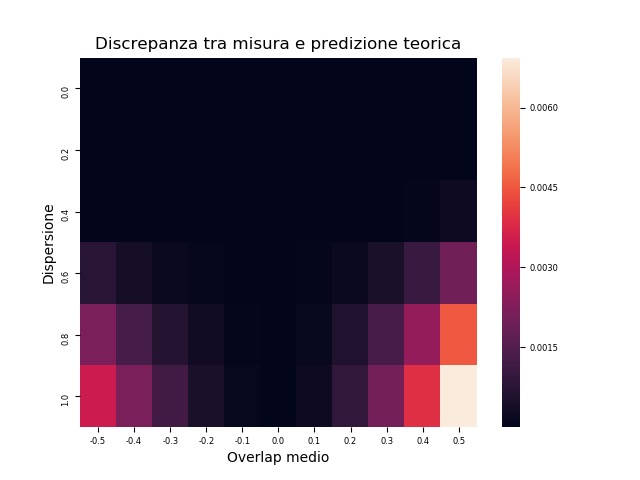 Discrepanza tra misura e predizione teorica
Dispersione
0.0
0.2
0.4
0.6
0.8
1.0
-0.5 -0.4 -0.3 -0.2 -0.1 0.0 0.1 0.2 0.3 0.4 0.5
Overlap medio
0.0060
0.0045
0.0030
0.0015